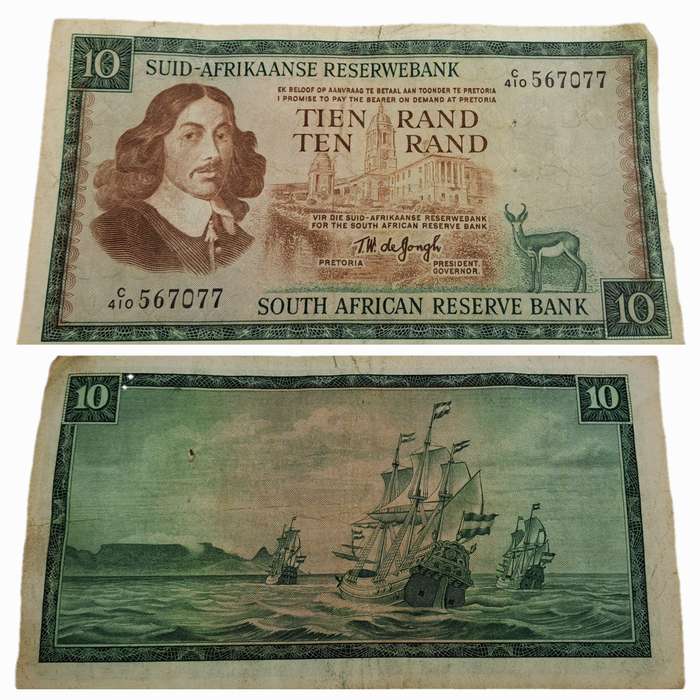 10
SUID-AFRIKAANSE RESERWEBANK
C/410 567077
EK BELOOF OP AANVRAAG TE BETAAL AAN TOONDER TE PRETORIA
I PROMISE TO PAY THE BEARER ON DEMAND AT PRETORIA
TIEN RAND
TEN RAND
VIR DIE SUID-AFRIKAANSE RESERWEBANK
FOR THE SOUTH AFRICAN RESERVE BANK
T.W. de Jongh
PRETORIA PRESIDENT.
GOVERNOR.
C/410 567077
SOUTH AFRICAN RESERVE BANK
10
10
10